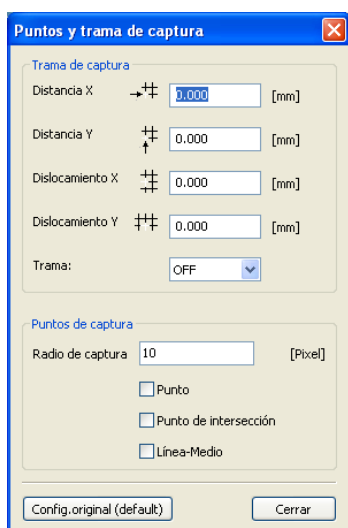 Puntos y trama de captura
Trama de captura
Distancia X 0.000 [mm]
Distancia Y 0.000 [mm]
Dislocamiento X 0.000 [mm]
Dislocamiento Y 0.000 [mm]
Trama: OFF
Puntos de captura
Radio de captura 10 [Pixel]
Punto
Punto de intersección
Línea-Medio
Config.original (default) Cerrar